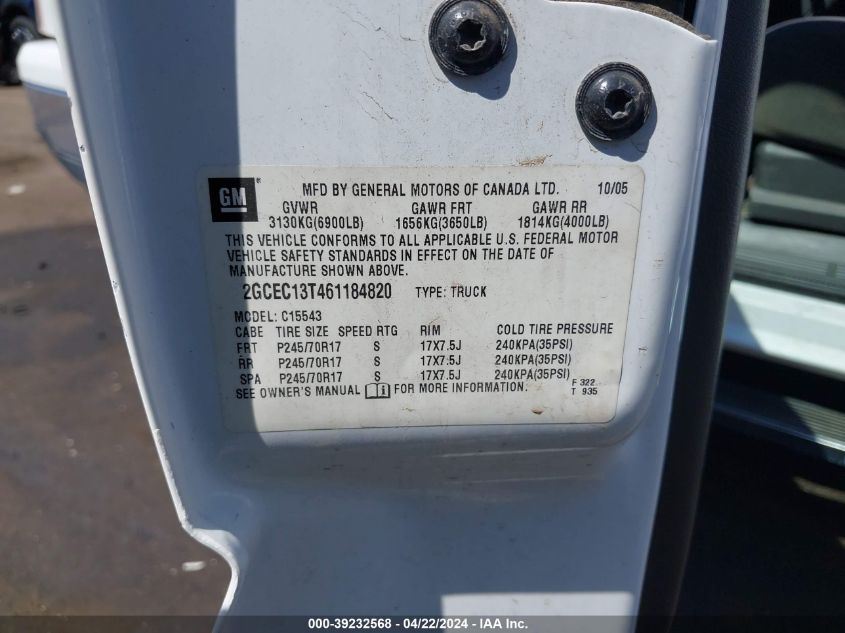 GM
MFD BY GENERAL MOTORS OF CANADA LTD. 10/05
GVWR GAWR FRT GAWR RR
3130KG(6900LB) 1656KG(3650LB) 1814KG(4000LB)
THIS VEHICLE CONFORMS TO ALL APPLICABLE U.S. FEDERAL MOTOR
VEHICLE SAFETY STANDARDS IN EFFECT ON THE DATE OF
MANUFACTURE SHOWN ABOVE.
2GCEC13T461184820 TYPE: TRUCK
MODEL: C15543
CABE TIRE SIZE SPEED RTG RIM COLD TIRE PRESSURE
FRT P245/70R17 S 17X7.5J 240KPA(35PSI)
RR P245/70R17 S 17X7.5J 240KPA(35PSI)
SPA P245/70R17 S 17X7.5J 240KPA(35PSI)
SEE OWNER'S MANUAL FOR MORE INFORMATION.
F 322
T 935
000-39232568 - 04/22/2024 - IAA Inc.